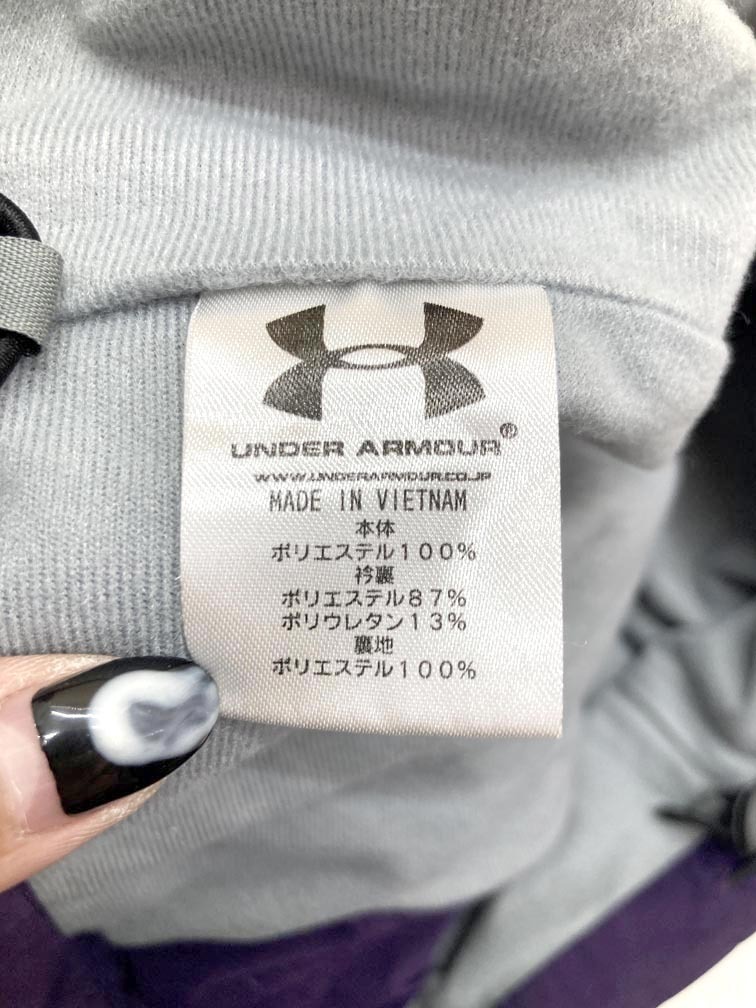 UNDER ARMOUR®
WWW.UNDERARMOUR.CO.JP
MADE IN VIETNAM
本体
ポリエステル100%
衿裏
ポリエステル87%
ポリウレタン13%
裏地
ポリエステル100%